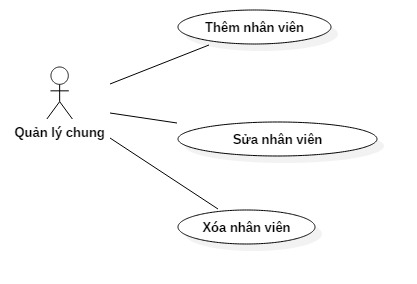 Thêm nhân viên
Quản lý chung
Sửa nhân viên
Xóa nhân viên